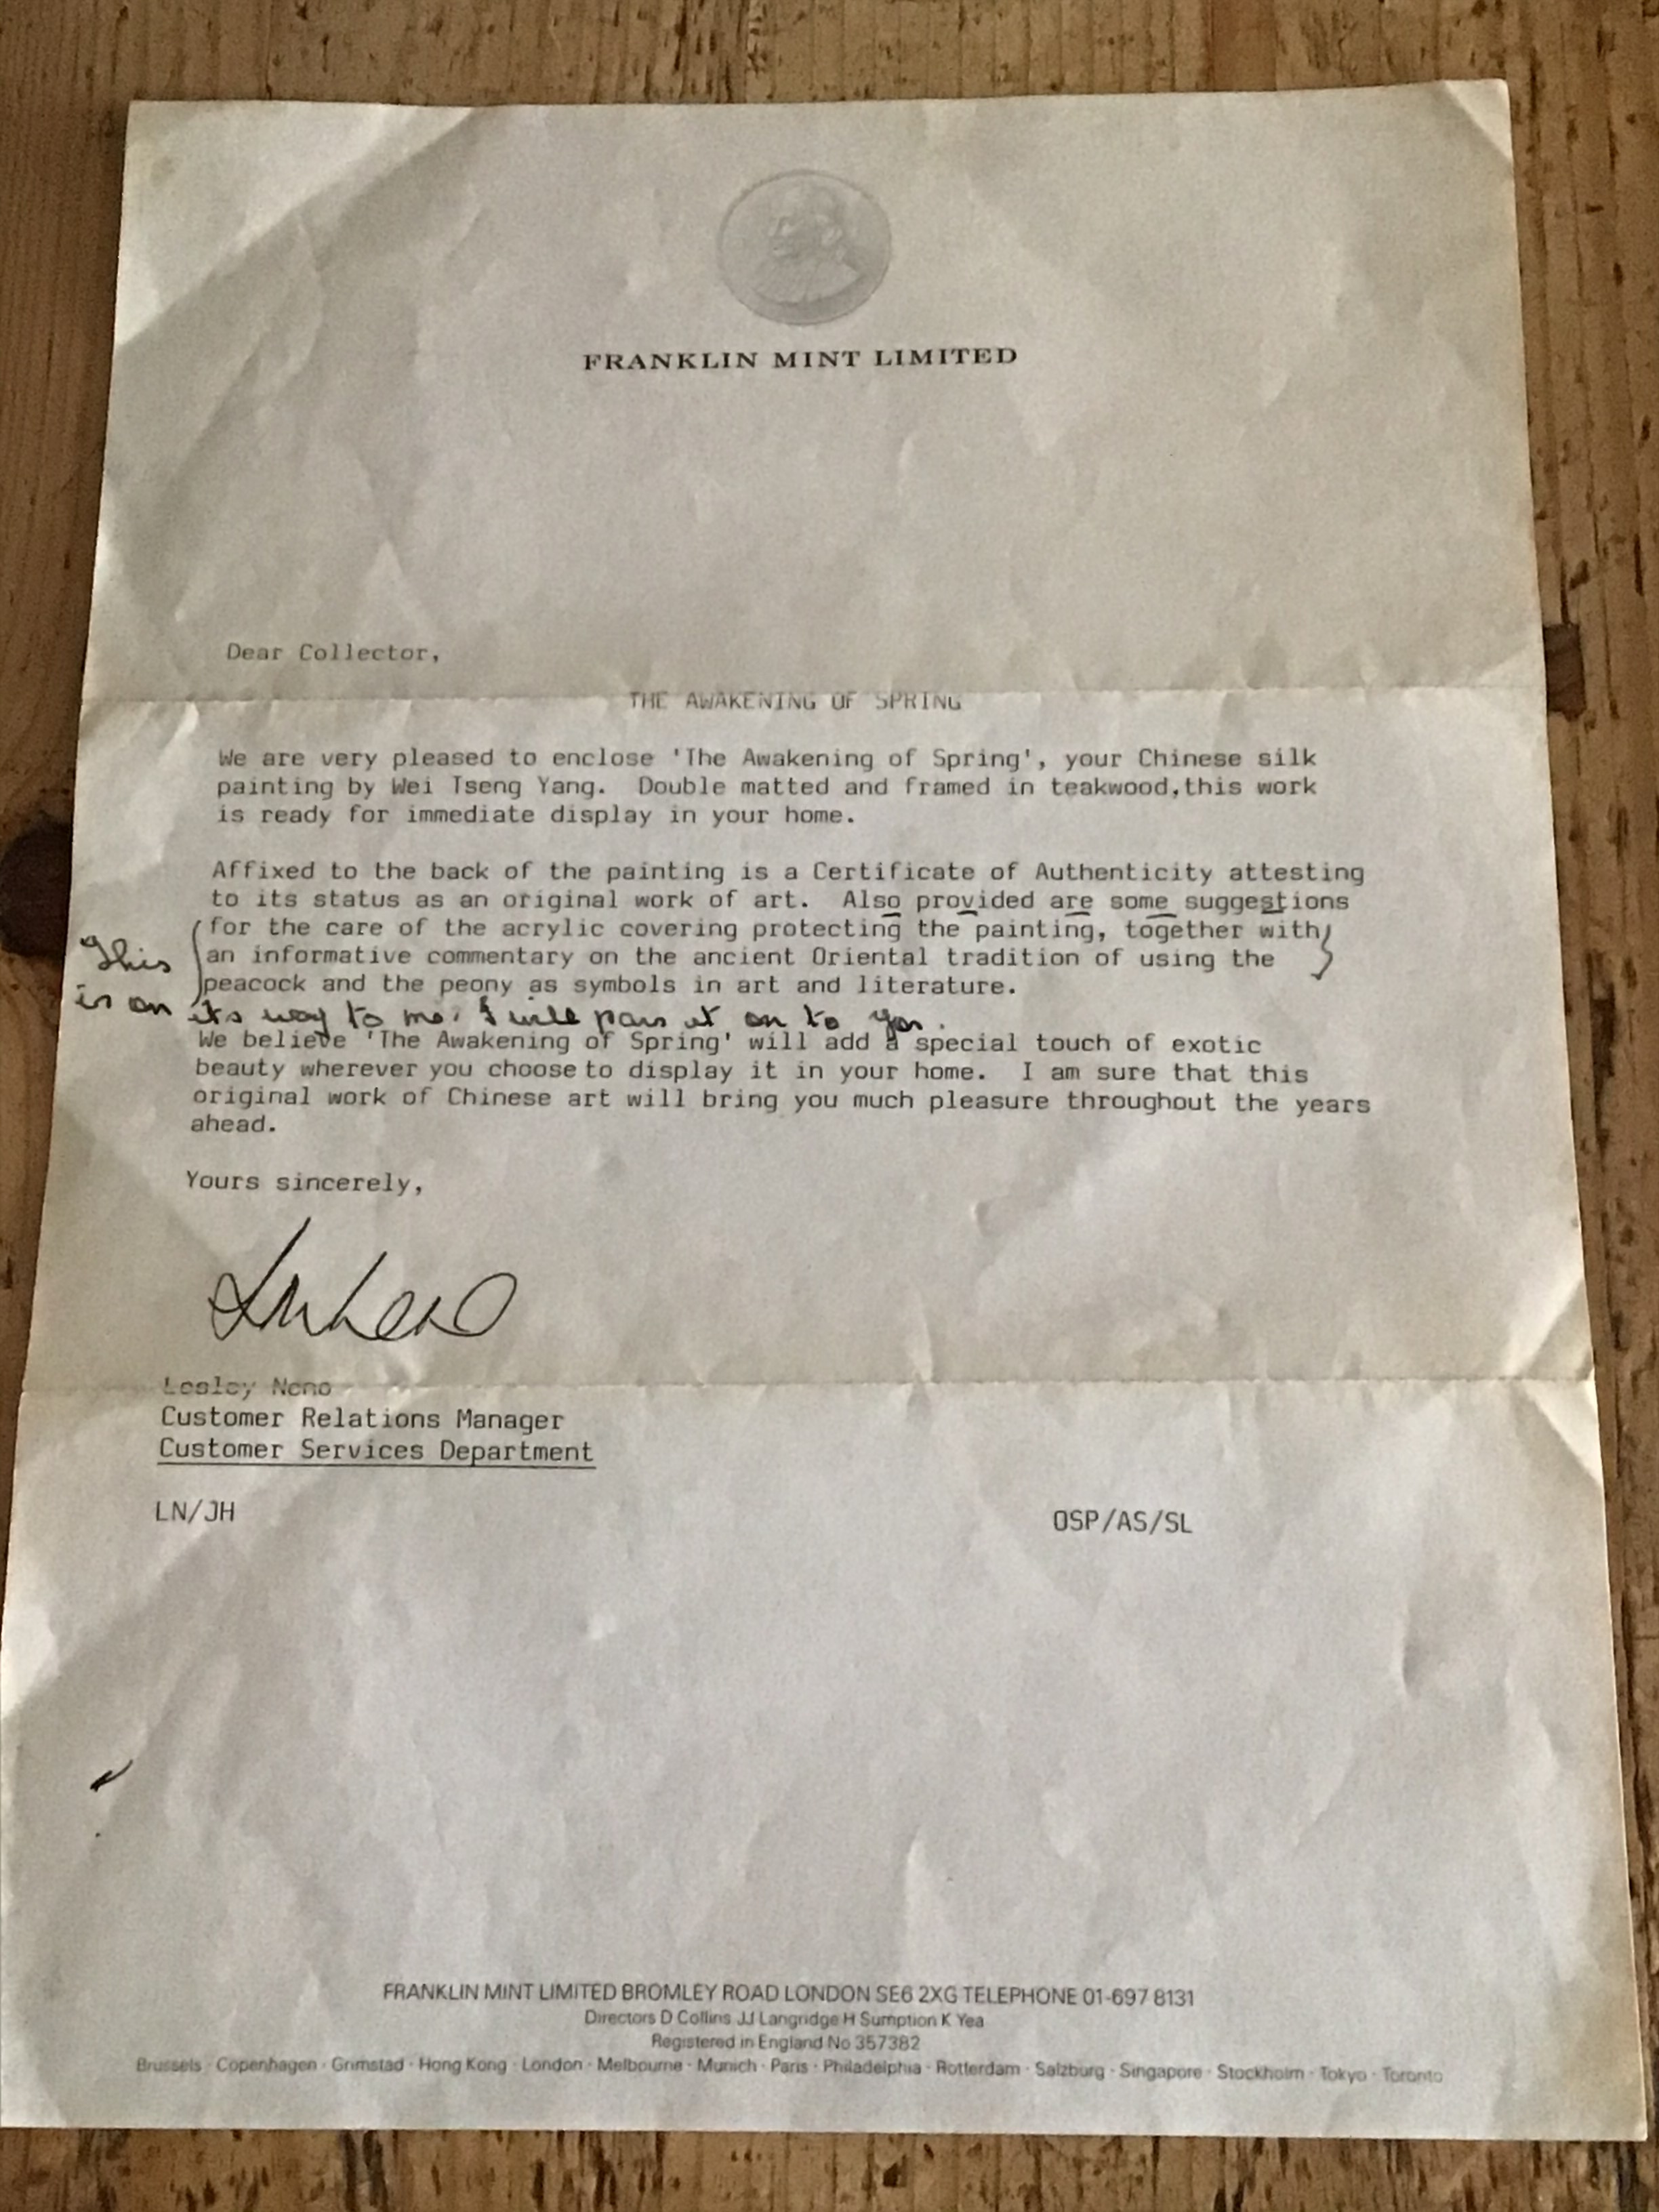 FRANKLIN MINT LIMITED
Dear Collector,
THE AWAKENING OF SPRING
We are very pleased to enclose 'The Awakening of Spring', your Chinese silk
painting by Wei Tseng Yang. Double matted and framed in teakwood,this work
is ready for immediate display in your home.
Affixed to the back of the painting is a Certificate of Authenticity attesting
to its status as an original work of art. Also provided are some suggestions
for the care of the acrylic covering protecting the painting, together with
an informative commentary on the ancient Oriental tradition of using the
peacock and the peony as symbols in art and literature.
This
is on its way to me. I will pass it on to you.
We believe 'The Awakening of Spring' will add a special touch of exotic
beauty wherever you choose to display it in your home. I am sure that this
original work of Chinese art will bring you much pleasure throughout the years
ahead.
Yours sincerely,
Lesley Neno
Customer Relations Manager
Customer Services Department
LN/JH
OSP/AS/SL
FRANKLIN MINT LIMITED BROMLEY ROAD LONDON SE6 2XG TELEPHONE 01-697 8131
Directors D Collins JJ Langridge H Sumption K Yea
Registered in England No 357382
Brussels · Copenhagen · Grimstad · Hong Kong · London · Melbourne · Munich · Paris · Philadelphia · Rotterdam · Salzburg · Singapore · Stockholm · Tokyo · Toronto